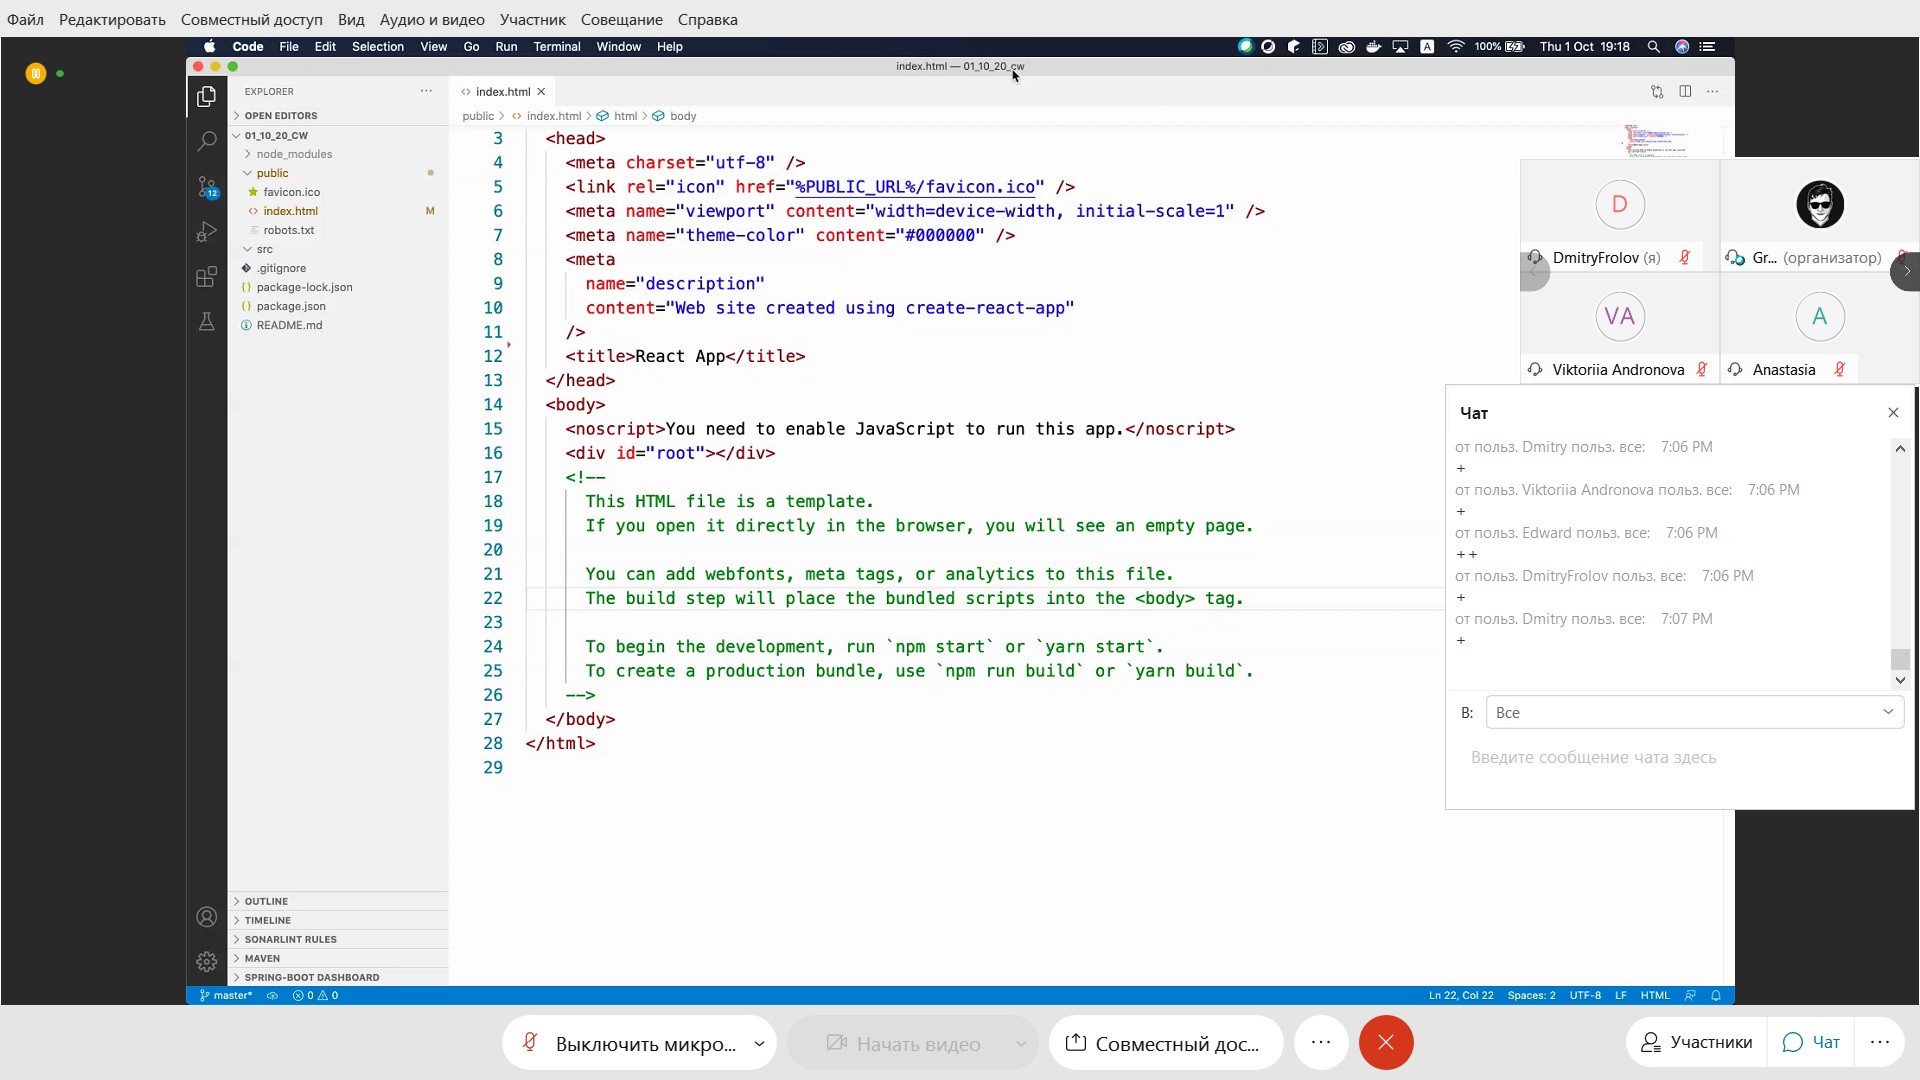 Файл Редактировать Совместный доступ Вид Аудио и видео Участник Совещание Справка
Code File Edit Selection View Go Run Terminal Window Help
A 100% Thu 1 Oct 19:18
index.html — 01_10_20_cw
EXPLORER
index.html
OPEN EDITORS
public > index.html > html > body
01_10_20_CW
node_modules
public
favicon.ico
index.html M
robots.txt
src
.gitignore
package-lock.json
package.json
README.md
12
3 <head>
4 <meta charset="utf-8" />
5 <link rel="icon" href="%PUBLIC_URL%/favicon.ico" />
6 <meta name="viewport" content="width=device-width, initial-scale=1" />
7 <meta name="theme-color" content="#000000" />
8 <meta
9 name="description"
10 content="Web site created using create-react-app"
11 />
12 <title>React App</title>
13 </head>
14 <body>
15 <noscript>You need to enable JavaScript to run this app.</noscript>
16 <div id="root"></div>
17 <!--
18 This HTML file is a template.
19 If you open it directly in the browser, you will see an empty page.
20
21 You can add webfonts, meta tags, or analytics to this file.
22 The build step will place the bundled scripts into the <body> tag.
23
24 To begin the development, run `npm start` or `yarn start`.
25 To create a production bundle, use `npm run build` or `yarn build`.
26 -->
27 </body>
28 </html>
29
OUTLINE
TIMELINE
SONARLINT RULES
MAVEN
SPRING-BOOT DASHBOARD
master* 0 0
Ln 22, Col 22 Spaces: 2 UTF-8 LF HTML
D
DmitryFrolov (я)
Gr... (организатор)
VA
Viktoriia Andronova
A
Anastasia
Чат
от польз. Dmitry польз. все: 7:06 PM
+
от польз. Viktoriia Andronova польз. все: 7:06 PM
+
от польз. Edward польз. все: 7:06 PM
++
от польз. DmitryFrolov польз. все: 7:06 PM
+
от польз. Dmitry польз. все: 7:07 PM
+
В: Все
Введите сообщение чата здесь
Выключить микро... Начать видео Совместный дос... Участники Чат